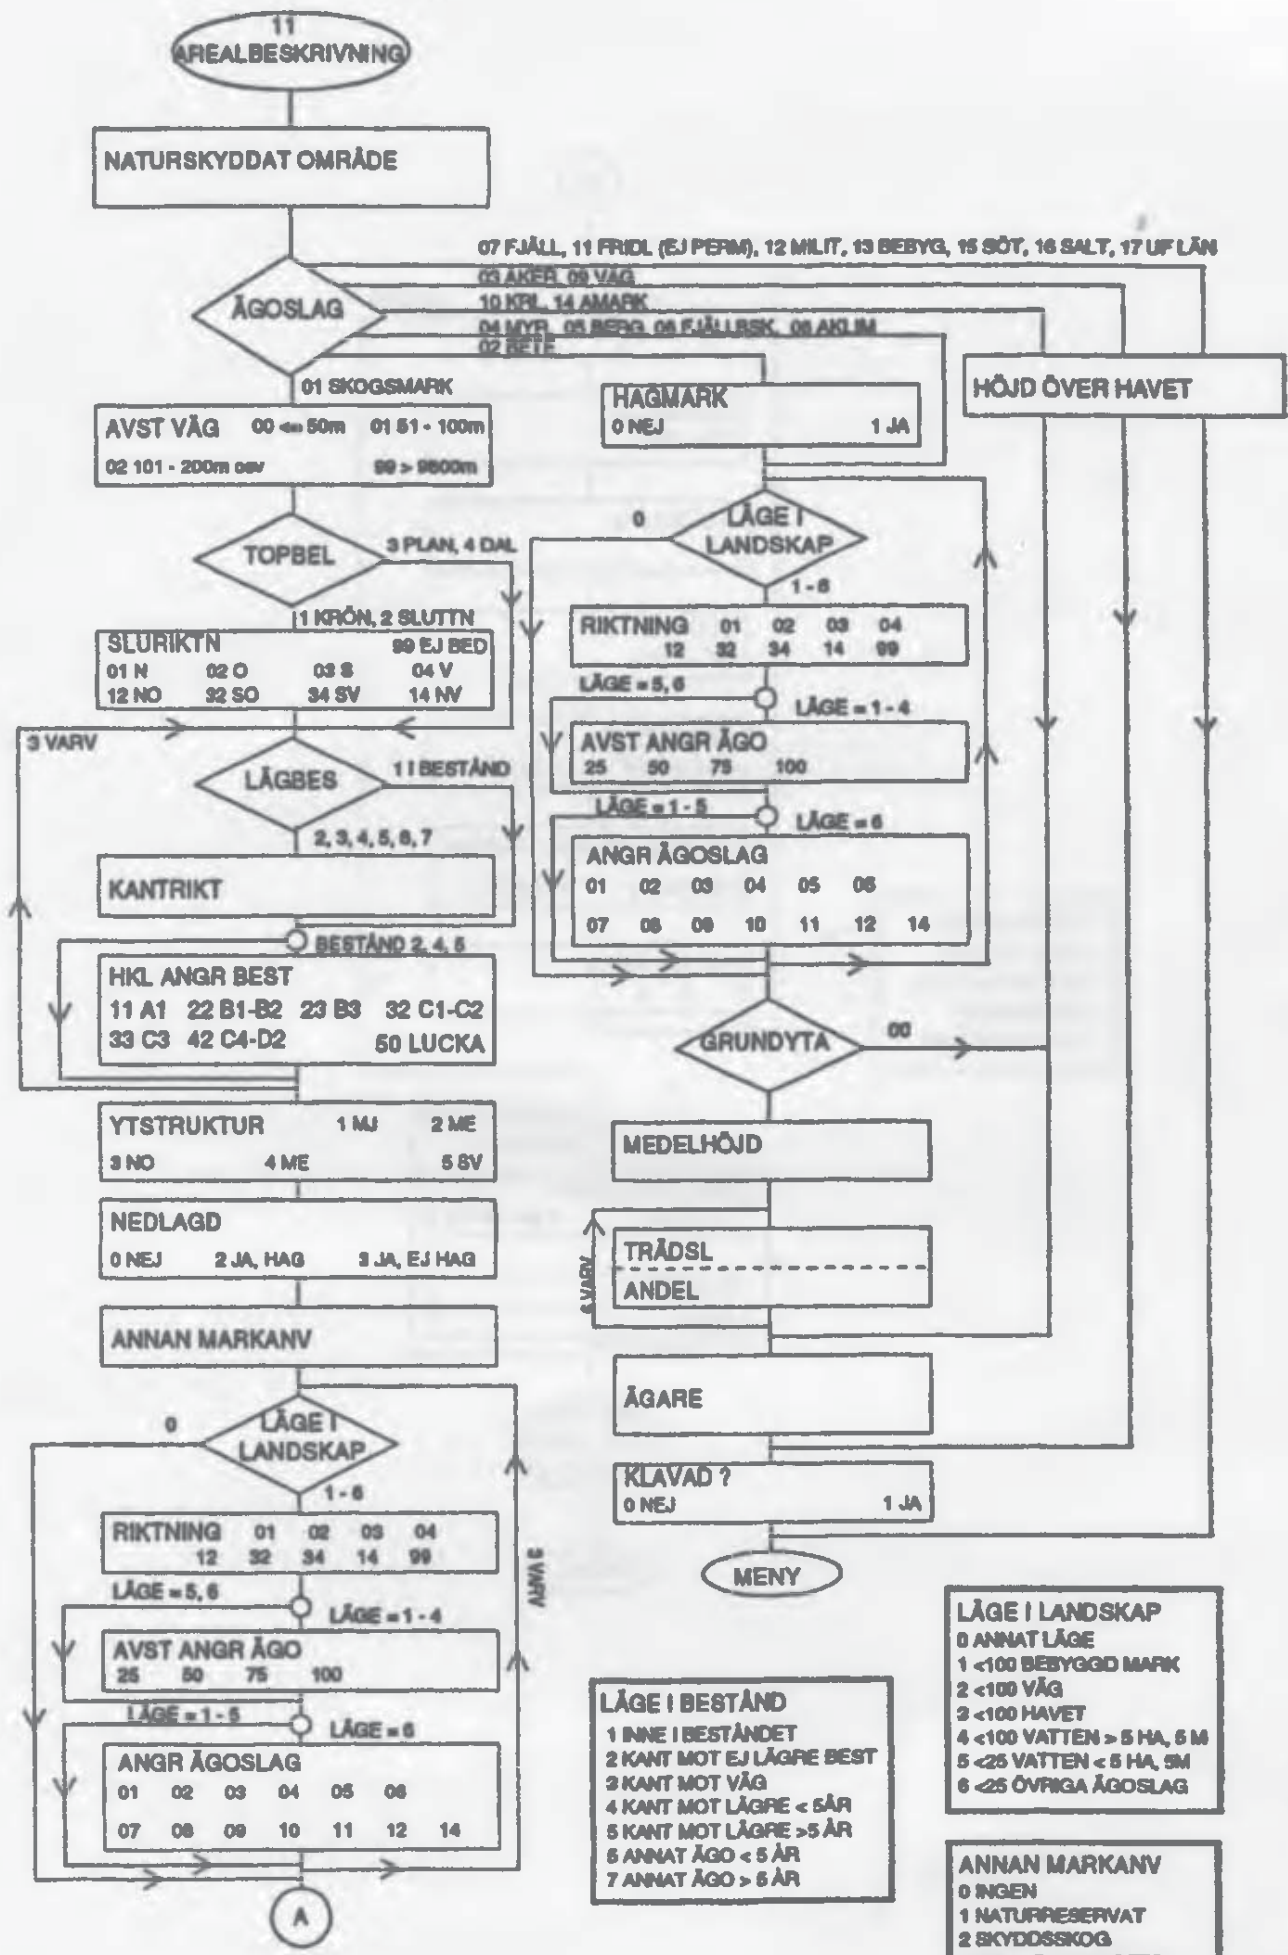 11
AREALBESKRIVNING
NATURSKYDDAT OMRÅDE
07 FJÄLL, 11 FRIDL (EJ PERM), 12 MILIT, 13 BEBYG, 15 SÖT, 16 SALT, 17 UF LÄN
03 ÅKER, 09 VÄG
10 KRL, 14 AMARK
04 MYR, 05 BERG, 06 FJÄLLBSK, 08 AKLIM
02 BETE
ÄGOSLAG
01 SKOGSMARK
AVST VÄG 00 <= 50m 01 51 - 100m
02 101 - 200m osv 99 > 9800m
TOPBEL
3 PLAN, 4 DAL
1 KRÖN, 2 SLUTTN
SLURIKTN 99 EJ BED
01 N 02 O 03 S 04 V
12 NO 32 SO 34 SV 14 NV
3 VARV
LÄGBES
1 I BESTÅND
2, 3, 4, 5, 6, 7
KANTRIKT
BESTÅND 2, 4, 5
HKL ANGR BEST
11 A1 22 B1-B2 23 B3 32 C1-C2
33 C3 42 C4-D2 50 LUCKA
YTSTRUKTUR 1 MJ 2 ME
3 NO 4 ME 5 SV
NEDLAGD
0 NEJ 2 JA, HAG 3 JA, EJ HAG
ANNAN MARKANV
0
LÄGE I
LANDSKAP
1 - 6
RIKTNING 01 02 03 04
12 32 34 14 99
LÄGE = 5, 6
LÄGE = 1 - 4
AVST ANGR ÄGO
25 50 75 100
LÄGE = 1 - 5
LÄGE = 6
ANGR ÄGOSLAG
01 02 03 04 05 06
07 08 09 10 11 12 14
3 VARV
A
HAGMARK
0 NEJ 1 JA
HÖJD ÖVER HAVET
0
LÄGE I
LANDSKAP
1 - 6
RIKTNING 01 02 03 04
12 32 34 14 99
LÄGE = 5, 6
LÄGE = 1 - 4
AVST ANGR ÄGO
25 50 75 100
LÄGE = 1 - 5
LÄGE = 6
ANGR ÄGOSLAG
01 02 03 04 05 06
07 08 09 10 11 12 14
GRUNDYTA
00
MEDELHÖJD
6 VARV
TRÄDSL
ANDEL
ÄGARE
KLAVAD ?
0 NEJ 1 JA
MENY
LÄGE I BESTÅND
1 INNE I BESTÅNDET
2 KANT MOT EJ LÄGRE BEST
3 KANT MOT VÄG
4 KANT MOT LÄGRE < 5ÅR
5 KANT MOT LÄGRE >5 ÅR
6 ANNAT ÄGO < 5 ÅR
7 ANNAT ÄGO > 5 ÅR
LÄGE I LANDSKAP
0 ANNAT LÄGE
1 <100 BEBYGGD MARK
2 <100 VÄG
3 <100 HAVET
4 <100 VATTEN > 5 HA, 5 M
5 <25 VATTEN < 5 HA, 5M
6 <25 ÖVRIGA ÄGOSLAG
ANNAN MARKANV
0 INGEN
1 NATURRESERVAT
2 SKYDDSSKOG